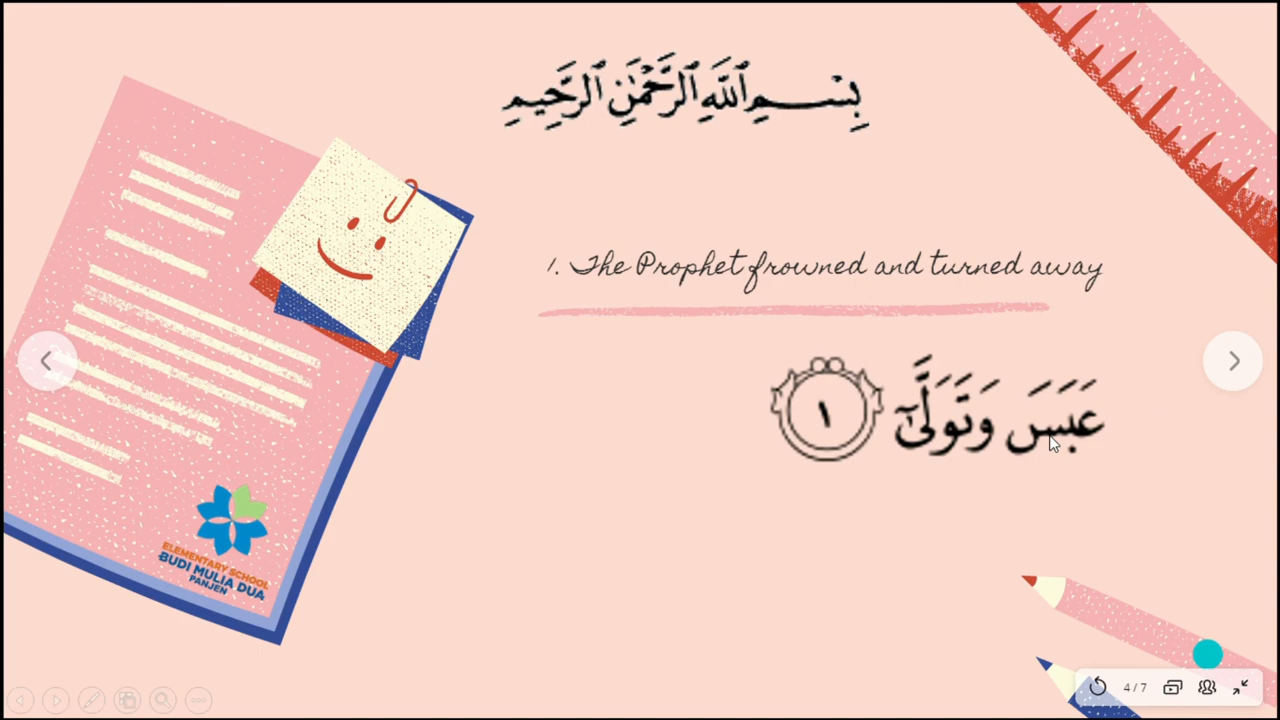 بِسْمِ ٱللَّهِ ٱلرَّحْمَٰنِ ٱلرَّحِيمِ
1. The Prophet frowned and turned away
عَبَسَ وَتَوَلَّىٰٓ ١
ELEMENTARY SCHOOL
BUDI MULIA DUA
PANJEN
4/7